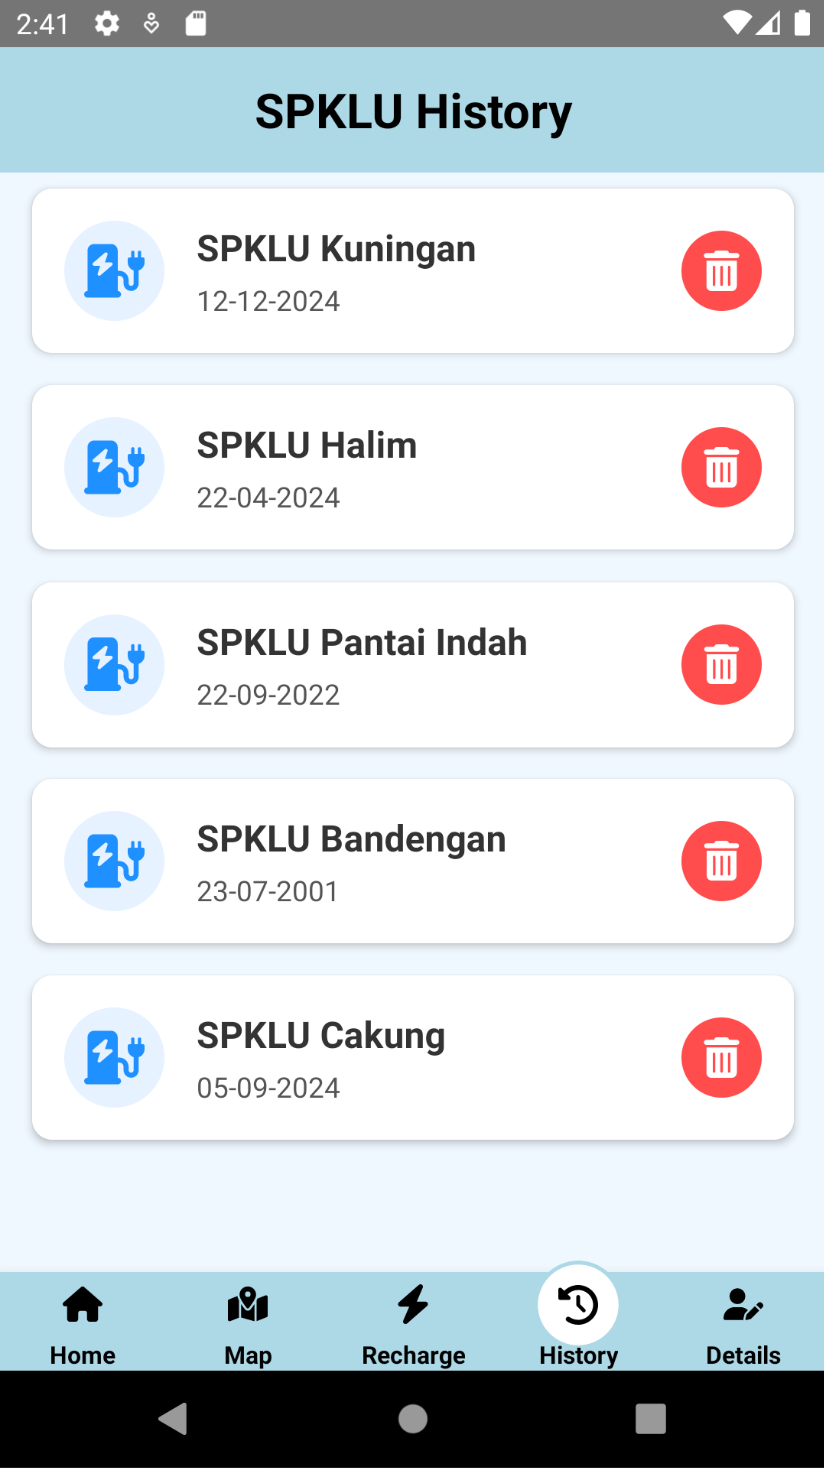 2:41
SPKLU History
SPKLU Kuningan
12-12-2024
SPKLU Halim
22-04-2024
SPKLU Pantai Indah
22-09-2022
SPKLU Bandengan
23-07-2001
SPKLU Cakung
05-09-2024
Home Map Recharge History Details